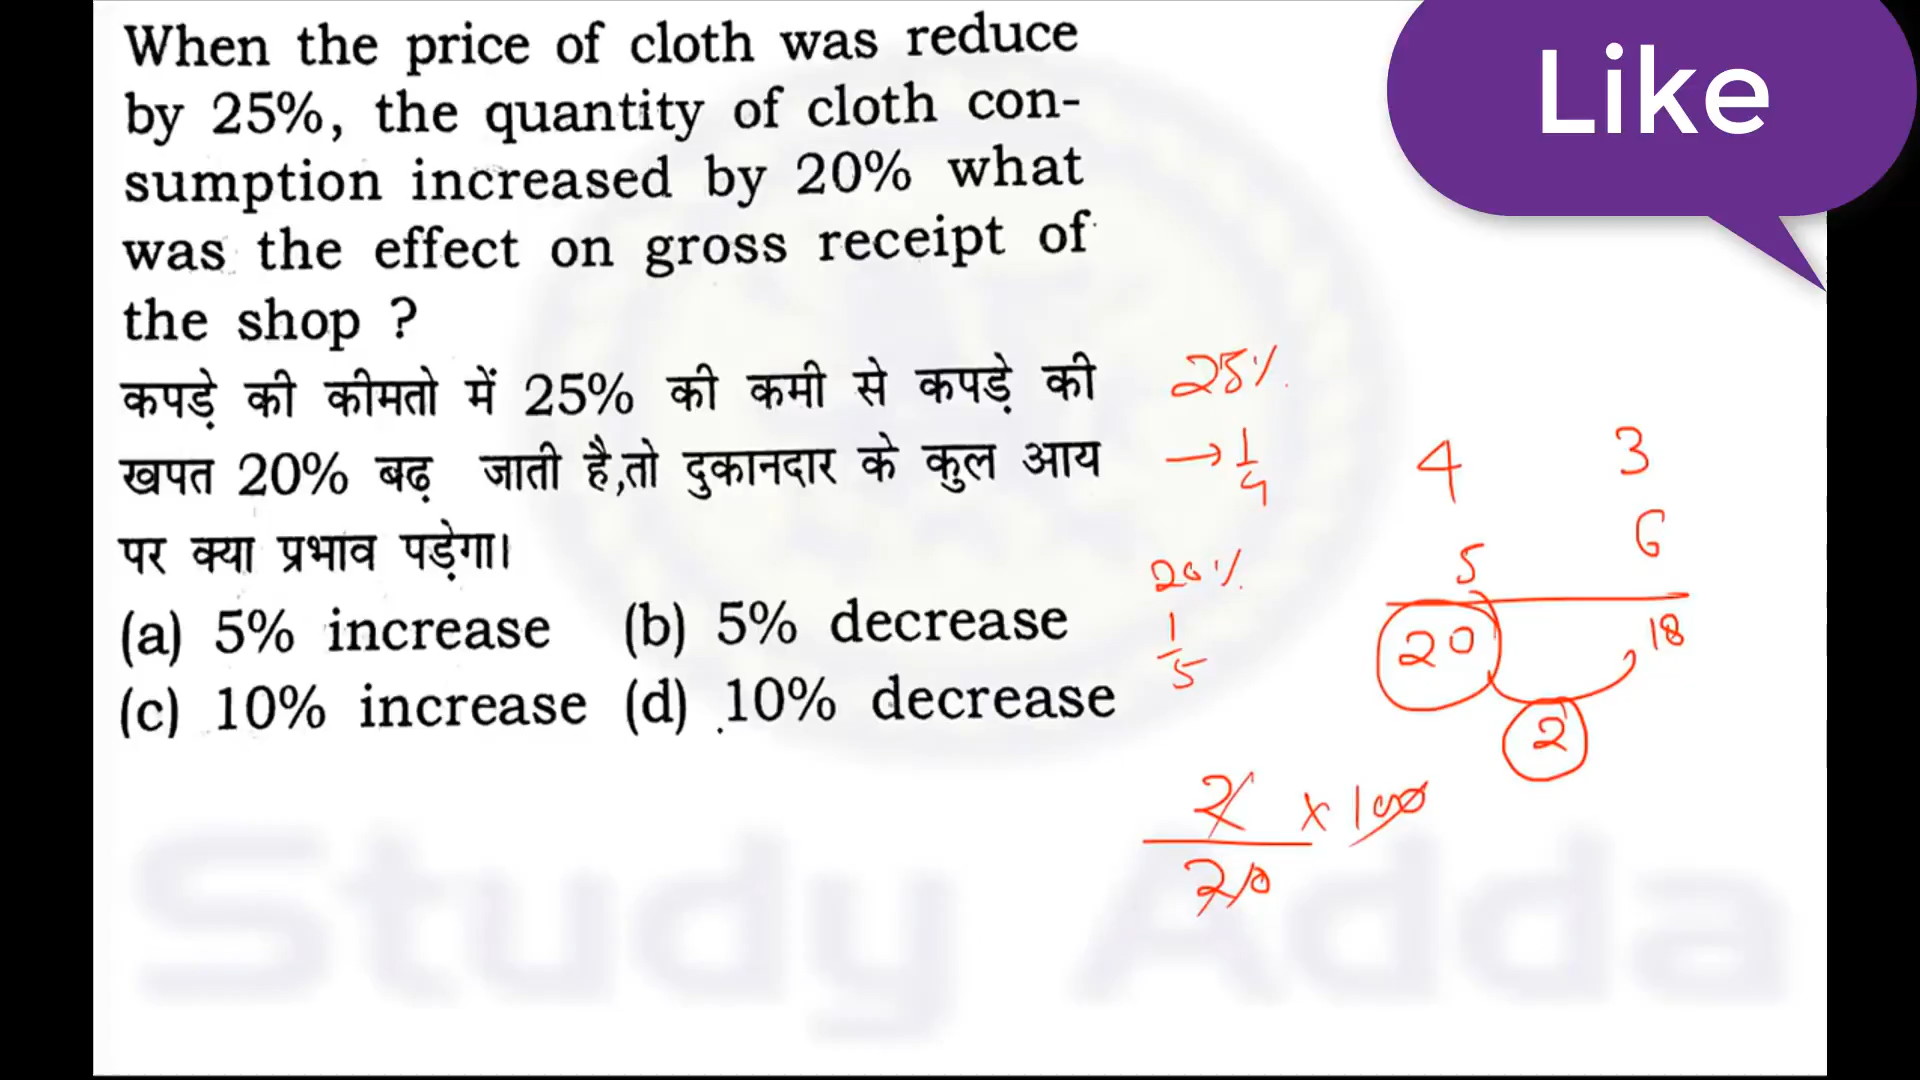 When the price of cloth was reduce
by 25%, the quantity of cloth con-
sumption increased by 20% what
was the effect on gross receipt of
the shop ?
कपड़े की कीमतो में 25% की कमी से कपड़े की
खपत 20% बढ़ जाती है,तो दुकानदार के कुल आय
पर क्या प्रभाव पड़ेगा।
(a) 5% increase (b) 5% decrease
(c) 10% increase (d) 10% decrease
Like
25%
→ 1/4
4 3
5 6
20 18
2
20%
1/5
2/20 × 100
Study Adda